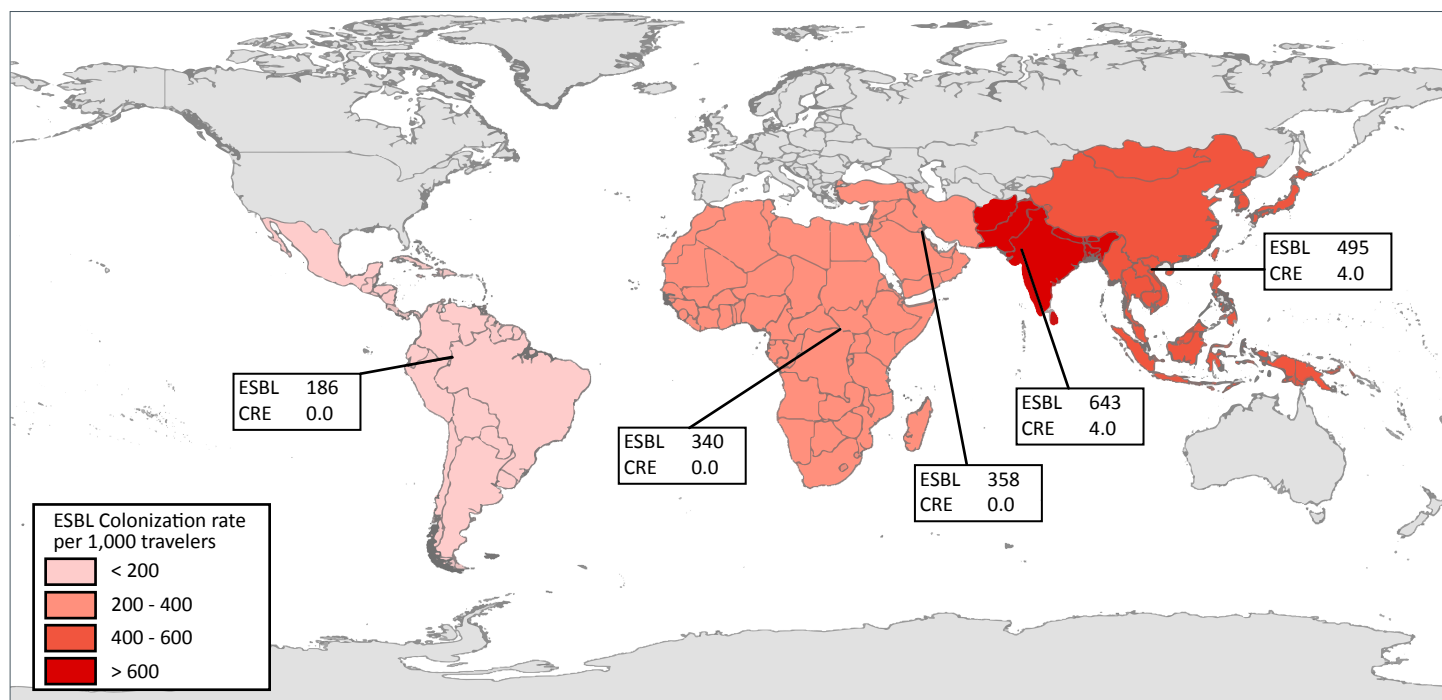 ESBL 495
CRE 4.0
ESBL 186
CRE 0.0
ESBL 643
CRE 4.0
ESBL 340
CRE 0.0
ESBL 358
CRE 0.0
ESBL Colonization rate
per 1,000 travelers
< 200
200 - 400
400 - 600
> 600